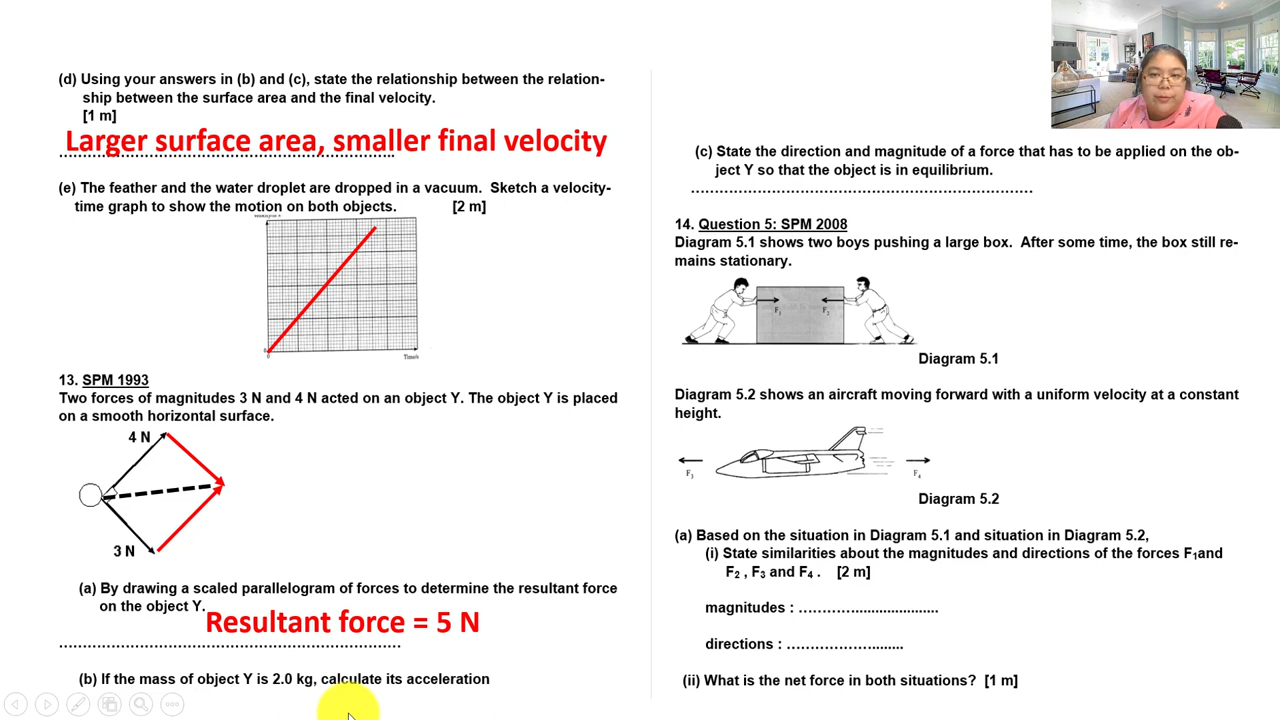 (d) Using your answers in (b) and (c), state the relationship between the relation-
ship between the surface area and the final velocity.
[1 m]
Larger surface area, smaller final velocity
(e) The feather and the water droplet are dropped in a vacuum. Sketch a velocity-
time graph to show the motion on both objects. [2 m]
0
0
Time/s
13. SPM 1993
Two forces of magnitudes 3 N and 4 N acted on an object Y. The object Y is placed
on a smooth horizontal surface.
4 N
3 N
(a) By drawing a scaled parallelogram of forces to determine the resultant force
on the object Y.
Resultant force = 5 N
(b) If the mass of object Y is 2.0 kg, calculate its acceleration
(c) State the direction and magnitude of a force that has to be applied on the ob-
ject Y so that the object is in equilibrium.
14. Question 5: SPM 2008
Diagram 5.1 shows two boys pushing a large box. After some time, the box still re-
mains stationary.
F₁ F₂
Diagram 5.1
Diagram 5.2 shows an aircraft moving forward with a uniform velocity at a constant
height.
F₃ F₄
Diagram 5.2
(a) Based on the situation in Diagram 5.1 and situation in Diagram 5.2,
(i) State similarities about the magnitudes and directions of the forces F₁and
F₂ , F₃ and F₄ . [2 m]
magnitudes : ……………………………
directions : ……………………….
(ii) What is the net force in both situations? [1 m]